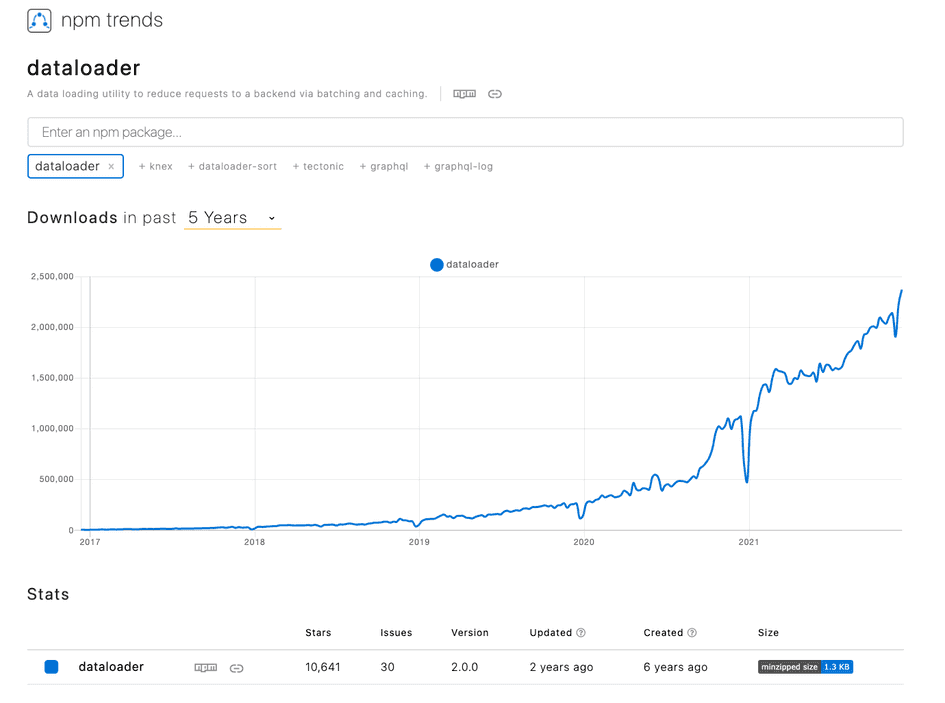 npm trends
dataloader
A data loading utility to reduce requests to a backend via batching and caching. npm
Enter an npm package...
dataloader × + knex + dataloader-sort + tectonic + graphql + graphql-log
Downloads in past 5 Years
dataloader
2,500,000
2,000,000
1,500,000
1,000,000
500,000
0
2017 2018 2019 2020 2021
Stats
Stars Issues Version Updated ? Created ? Size
dataloader npm 10,641 30 2.0.0 2 years ago 6 years ago minzipped size 1.3 KB